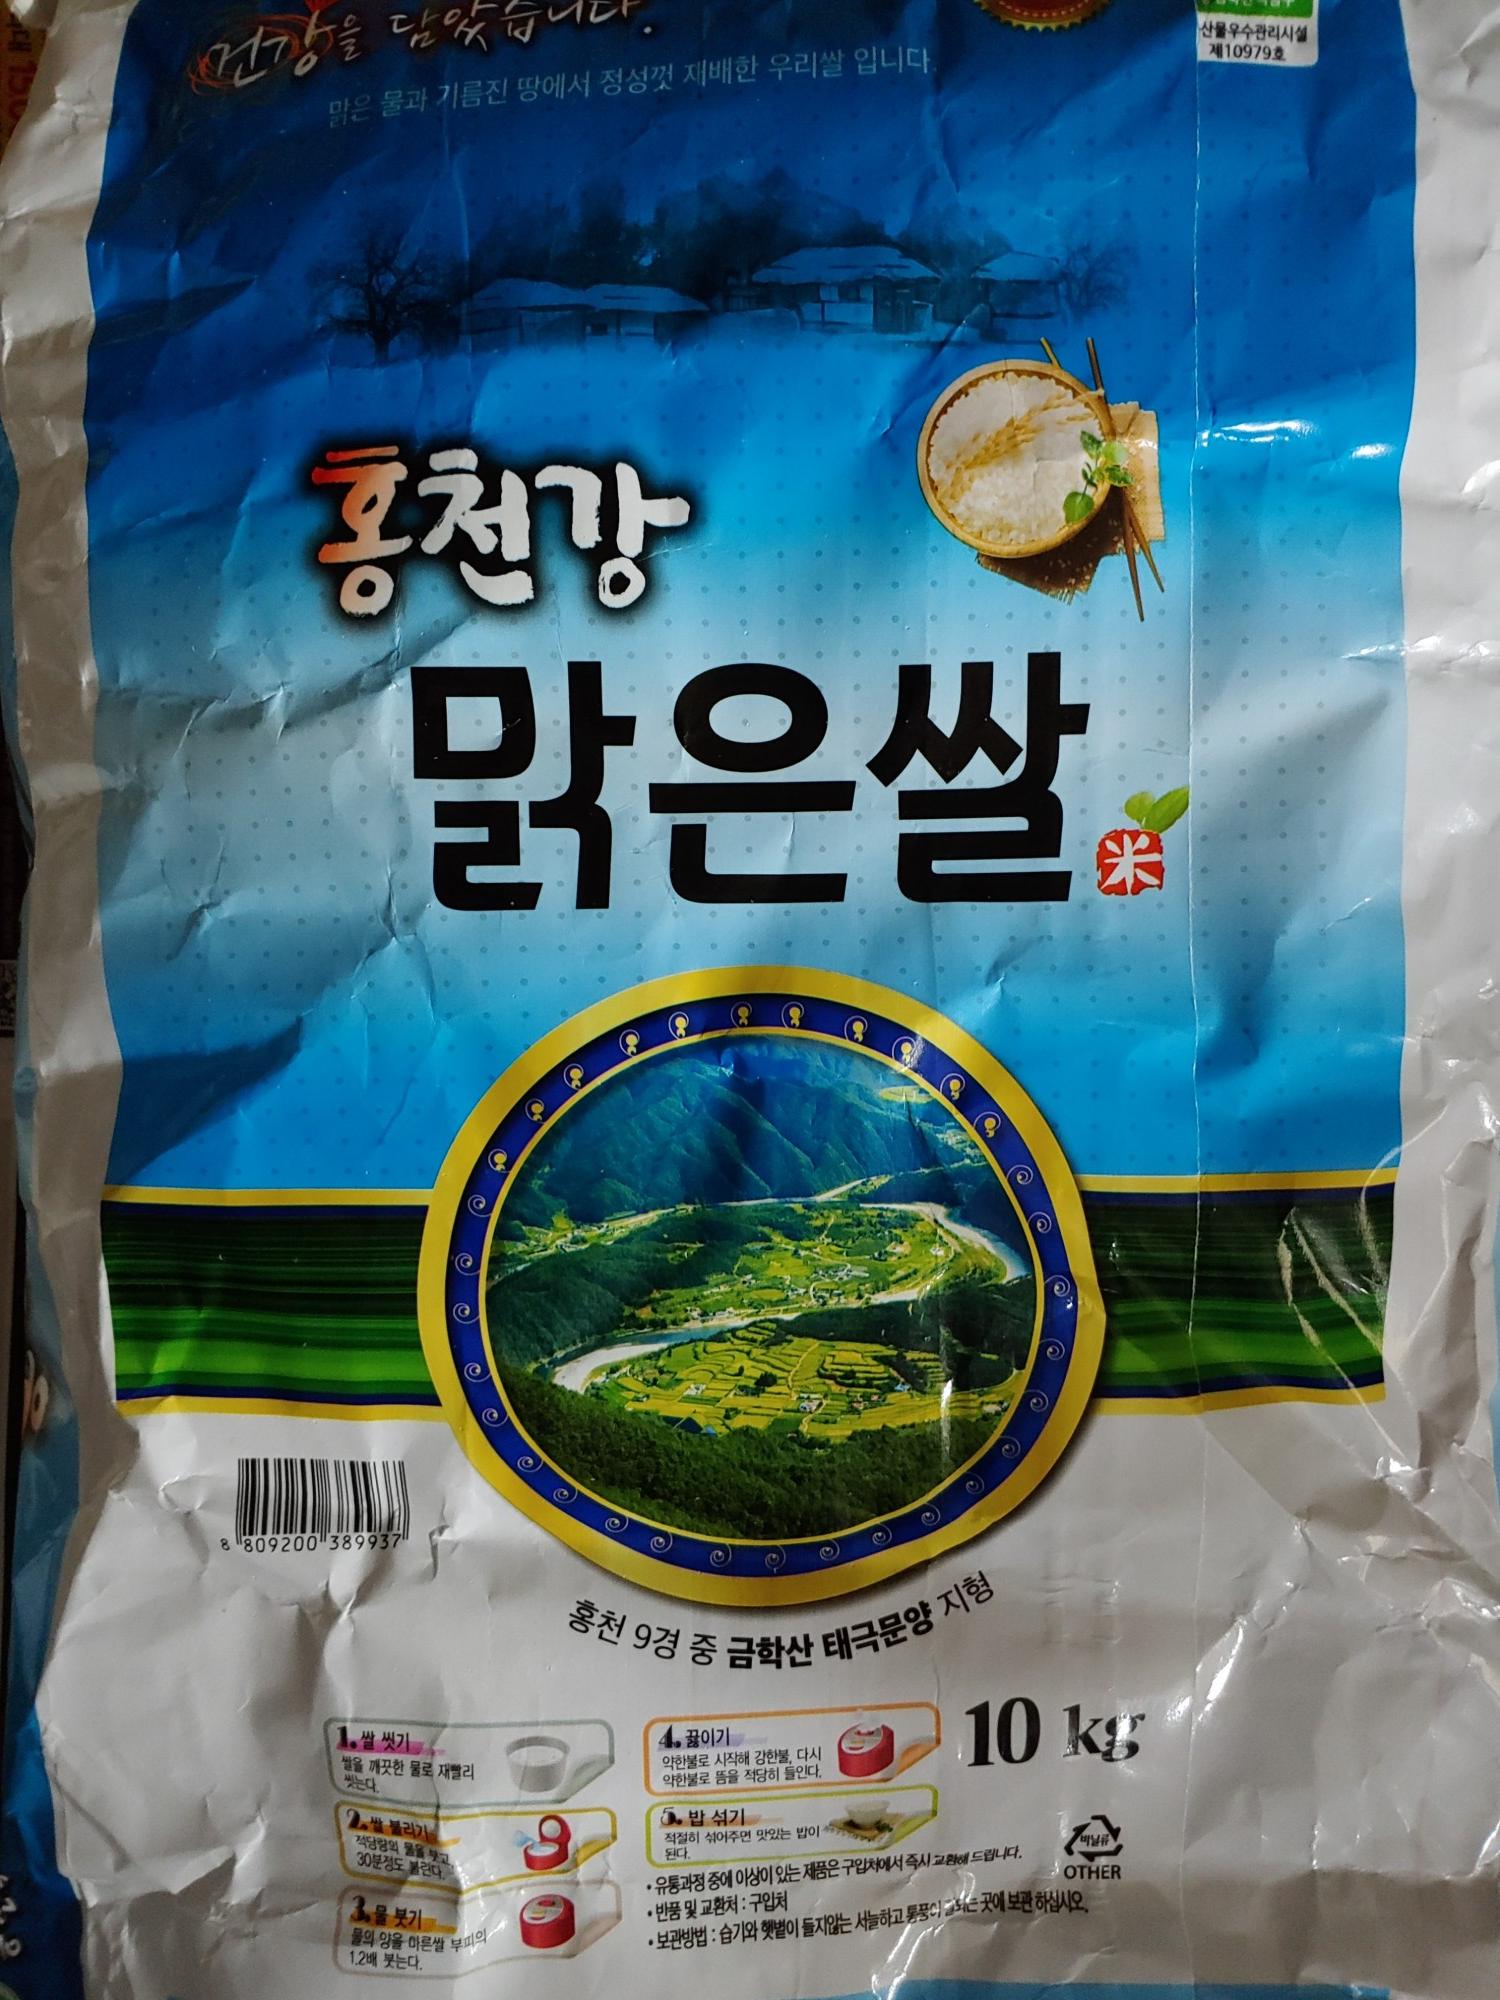 건강을 담았습니다.
맑은 물과 기름진 땅에서 정성껏 재배한 우리쌀 입니다.
산물우수관리시설
제10979호
홍천강
맑은쌀
米
8 809200 389937
홍천 9경 중 금학산 태극문양 지형
10 kg
1. 쌀 씻기
쌀을 깨끗한 물로 재빨리
씻는다.
2. 쌀 불리기
적당량의 물을 붓고
30분정도 불린다.
3. 물 붓기
물의 양을 마른쌀 부피의
1.2배 붓는다.
4. 끓이기
약한불로 시작해 강한불, 다시
약한불로 뜸을 적당히 들인다.
5. 밥 섞기
적절히 섞어주면 맛있는 밥이
된다.
• 유통과정 중에 이상이 있는 제품은 구입처에서 즉시 교환해 드립니다.
• 반품 및 교환처 : 구입처
• 보관방법 : 습기와 햇볕이 들지않는 서늘하고 통풍이 잘되는 곳에 보관 하십시오.
비닐류
OTHER